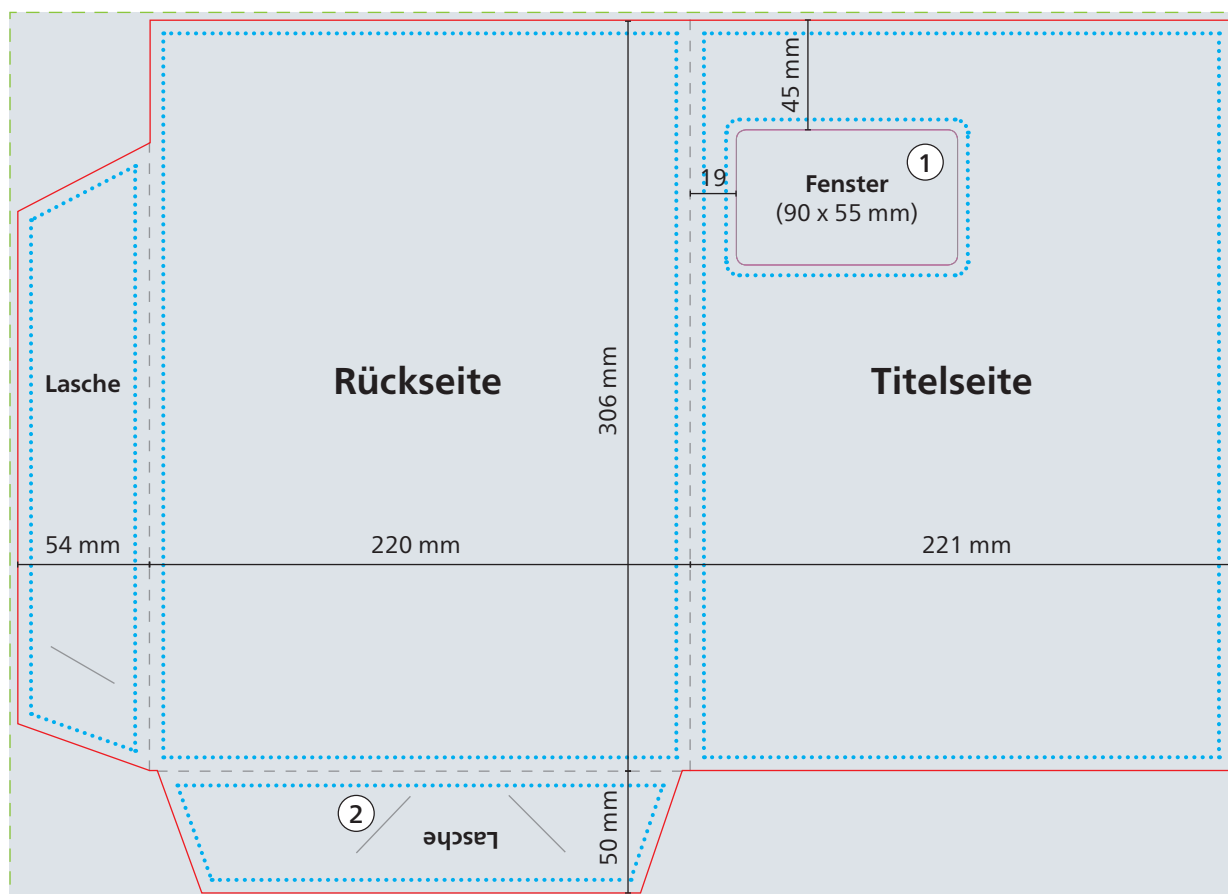 45 mm
1
19
Fenster
(90 x 55 mm)
Lasche
Rückseite
306 mm
Titelseite
54 mm
220 mm
221 mm
2
Lasche
50 mm